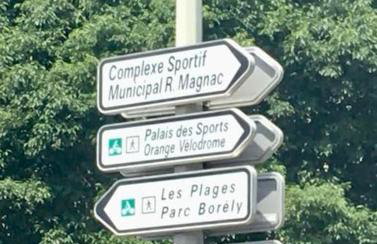 Complexe Sportif
Municipal R. Magnac
Palais des Sports
Orange Vélodrome
Les Plages
Parc Borély